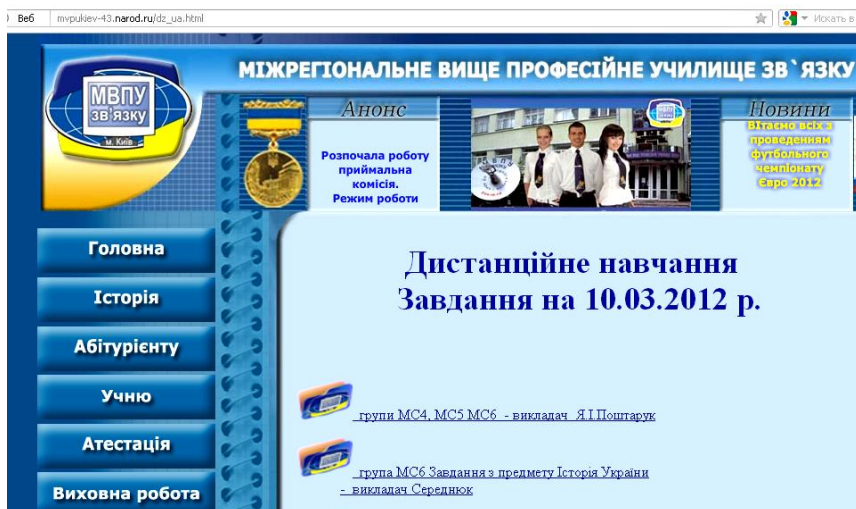 Веб
mvpukiev-43.narod.ru/dz_ua.html
Искать в
МІЖРЕГІОНАЛЬНЕ ВИЩЕ ПРОФЕСІЙНЕ УЧИЛИЩЕ ЗВ`ЯЗКУ
МВПУ
ЗВ`ЯЗКУ
м. Київ
Анонс
Розпочала роботу
приймальна
комісія.
Режим роботи
Новини
Вітаємо всіх з
проведенням
футбольного
чемпіонату
Євро 2012
Головна
Історія
Абітурієнту
Учню
Атестація
Виховна робота
Дистанційне навчання
Завдання на 10.03.2012 р.
групи МС4, МС5 МС6 - викладач Я.І.Поштарук
група МС6 Завдання з предмету Історія України
- викладач Середнюк